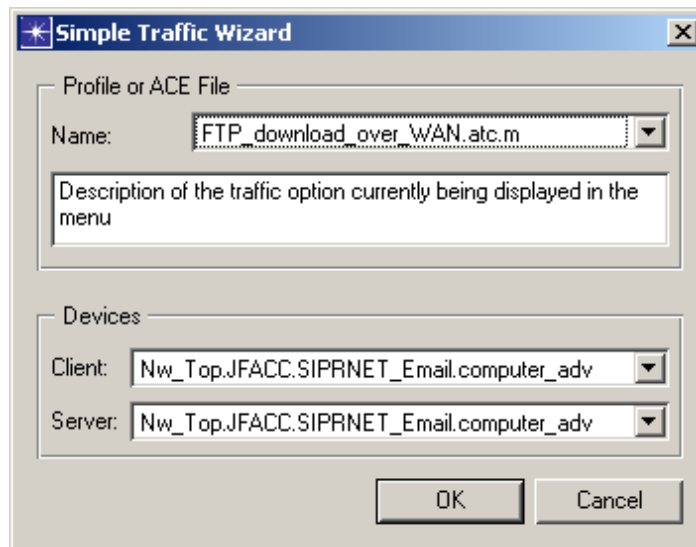 Simple Traffic Wizard
Profile or ACE File
Name: FTP_download_over_WAN.atc.m
Description of the traffic option currently being displayed in the
menu
Devices
Client: Nw_Top.JFACC.SIPRNET_Email.computer_adv
Server: Nw_Top.JFACC.SIPRNET_Email.computer_adv
OK Cancel